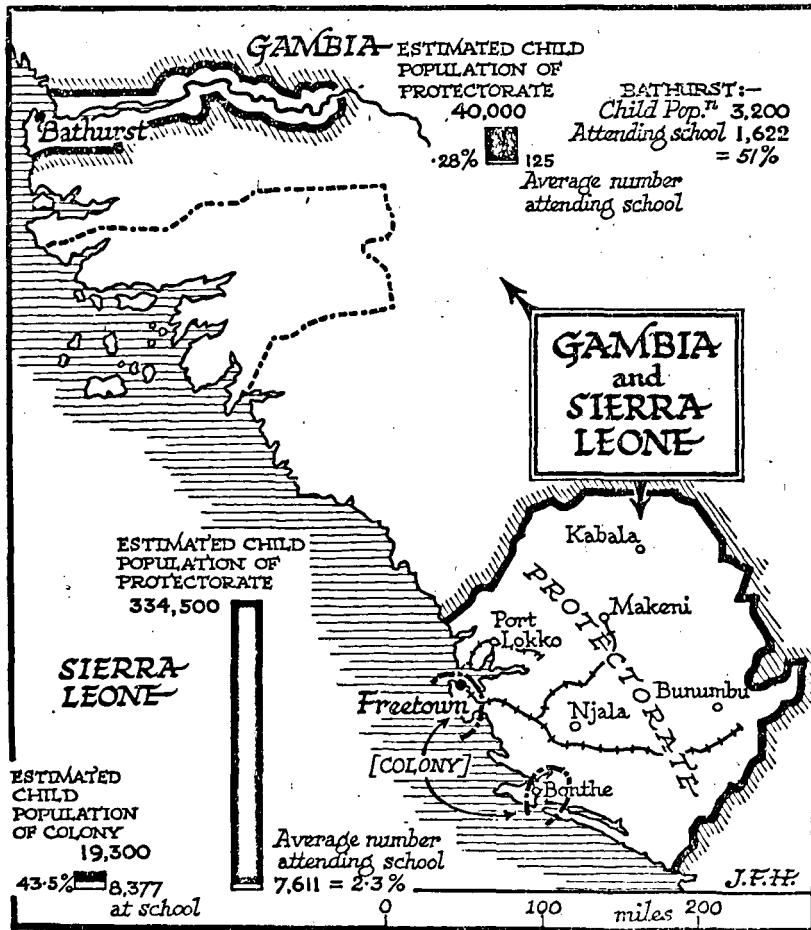 GAMBIA
ESTIMATED CHILD
POPULATION OF
PROTECTORATE
40,000
·28%
125
Average number
attending school
BATHURST:—
Child Pop.ⁿ 3,200
Attending school 1,622
= 51%
Bathurst
GAMBIA
and
SIERRA
LEONE
ESTIMATED CHILD
POPULATION OF
PROTECTORATE
334,500
SIERRA
LEONE
Kabala
PROTECTORATE
Makeni
Port
Lokko
Freetown
Njala
Bunumbu
[COLONY]
Bonthe
ESTIMATED
CHILD
POPULATION
OF COLONY
19,300
43·5%
8,377
at school
Average number
attending school
7,611 = 2·3%
J.F.H.
0 100 miles 200